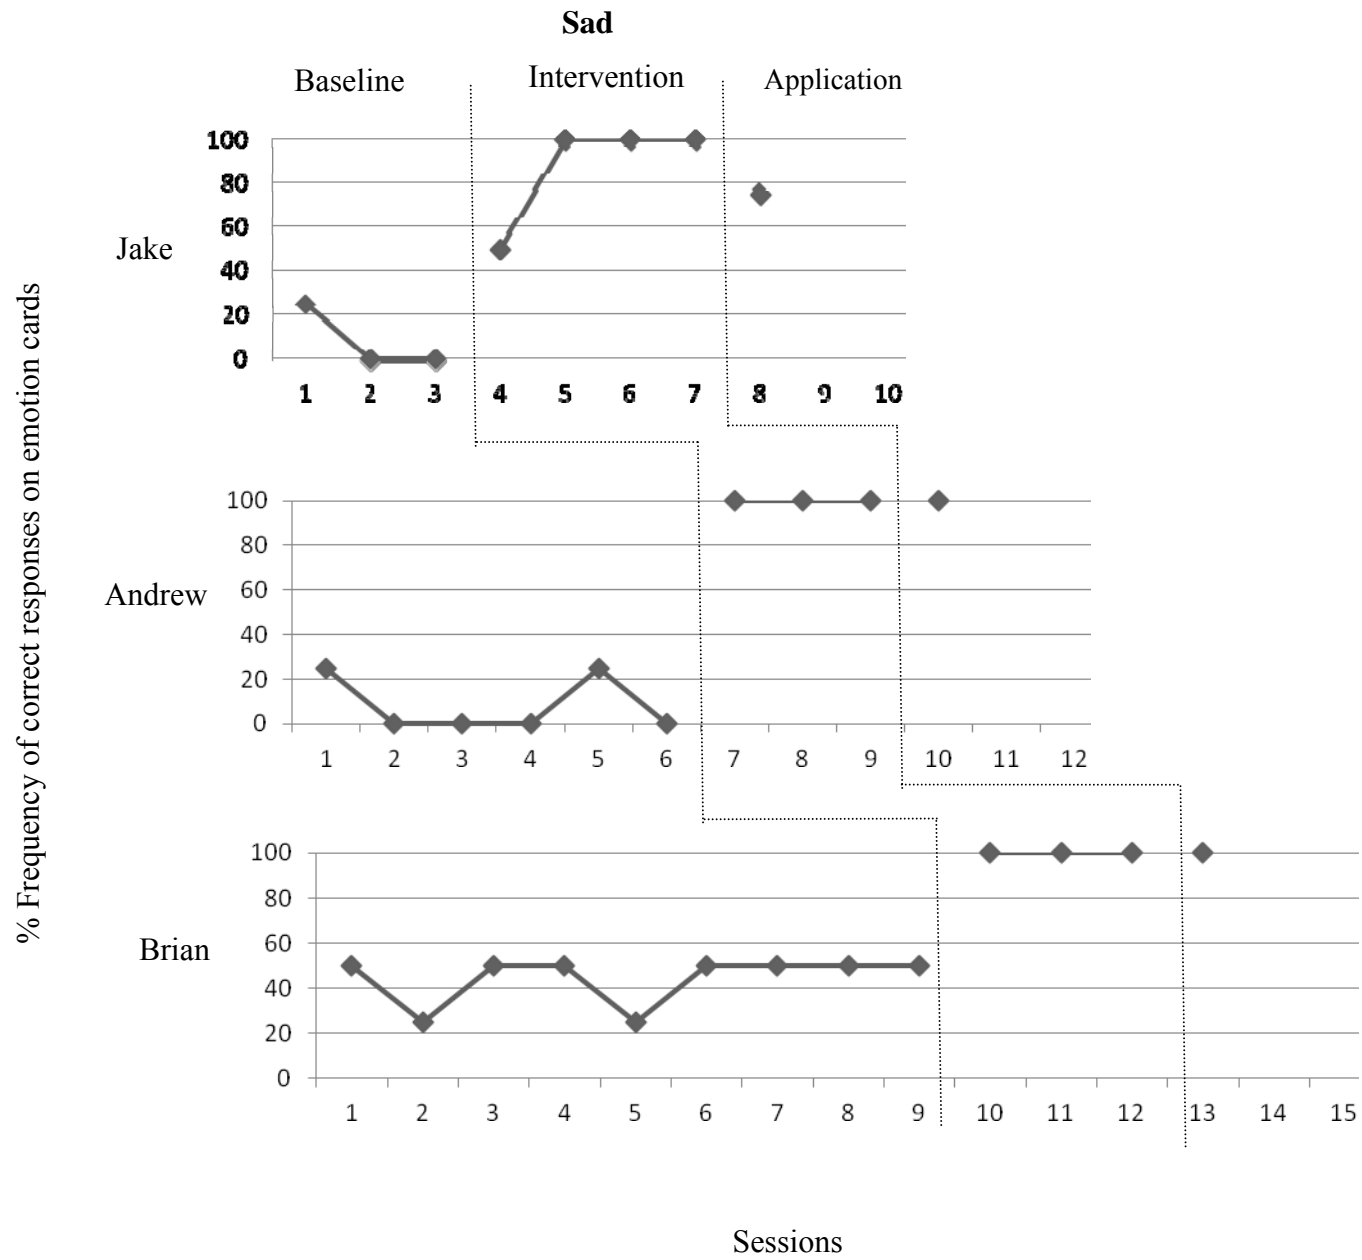 Sad
Baseline Intervention Application
% Frequency of correct responses on emotion cards
Jake
100
80
60
40
20
0
1 2 3 4 5 6 7 8 9 10
Andrew
100
80
60
40
20
0
1 2 3 4 5 6 7 8 9 10 11 12
Brian
100
80
60
40
20
0
1 2 3 4 5 6 7 8 9 10 11 12 13 14 15
Sessions